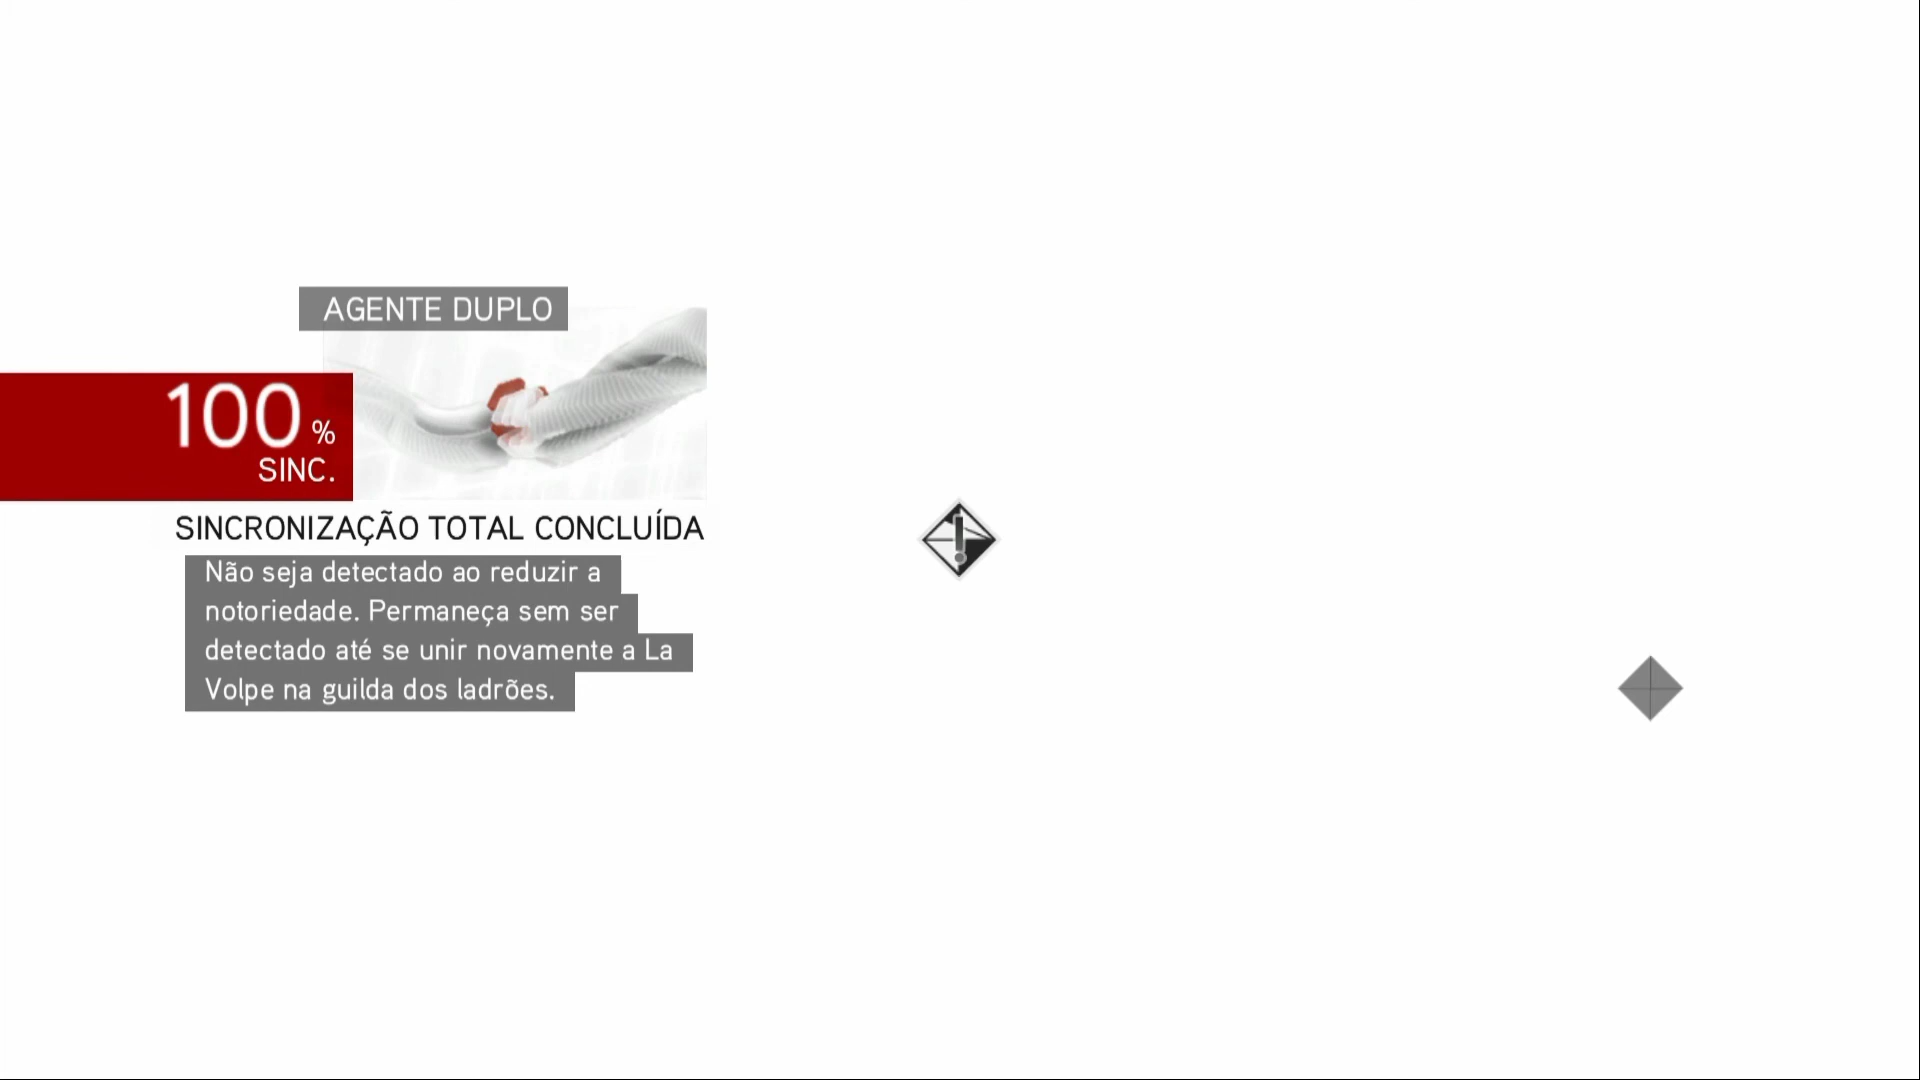 AGENTE DUPLO
100 %
SINC.
SINCRONIZAÇÃO TOTAL CONCLUÍDA
Não seja detectado ao reduzir a
notoriedade. Permaneça sem ser
detectado até se unir novamente a La
Volpe na guilda dos ladrões.